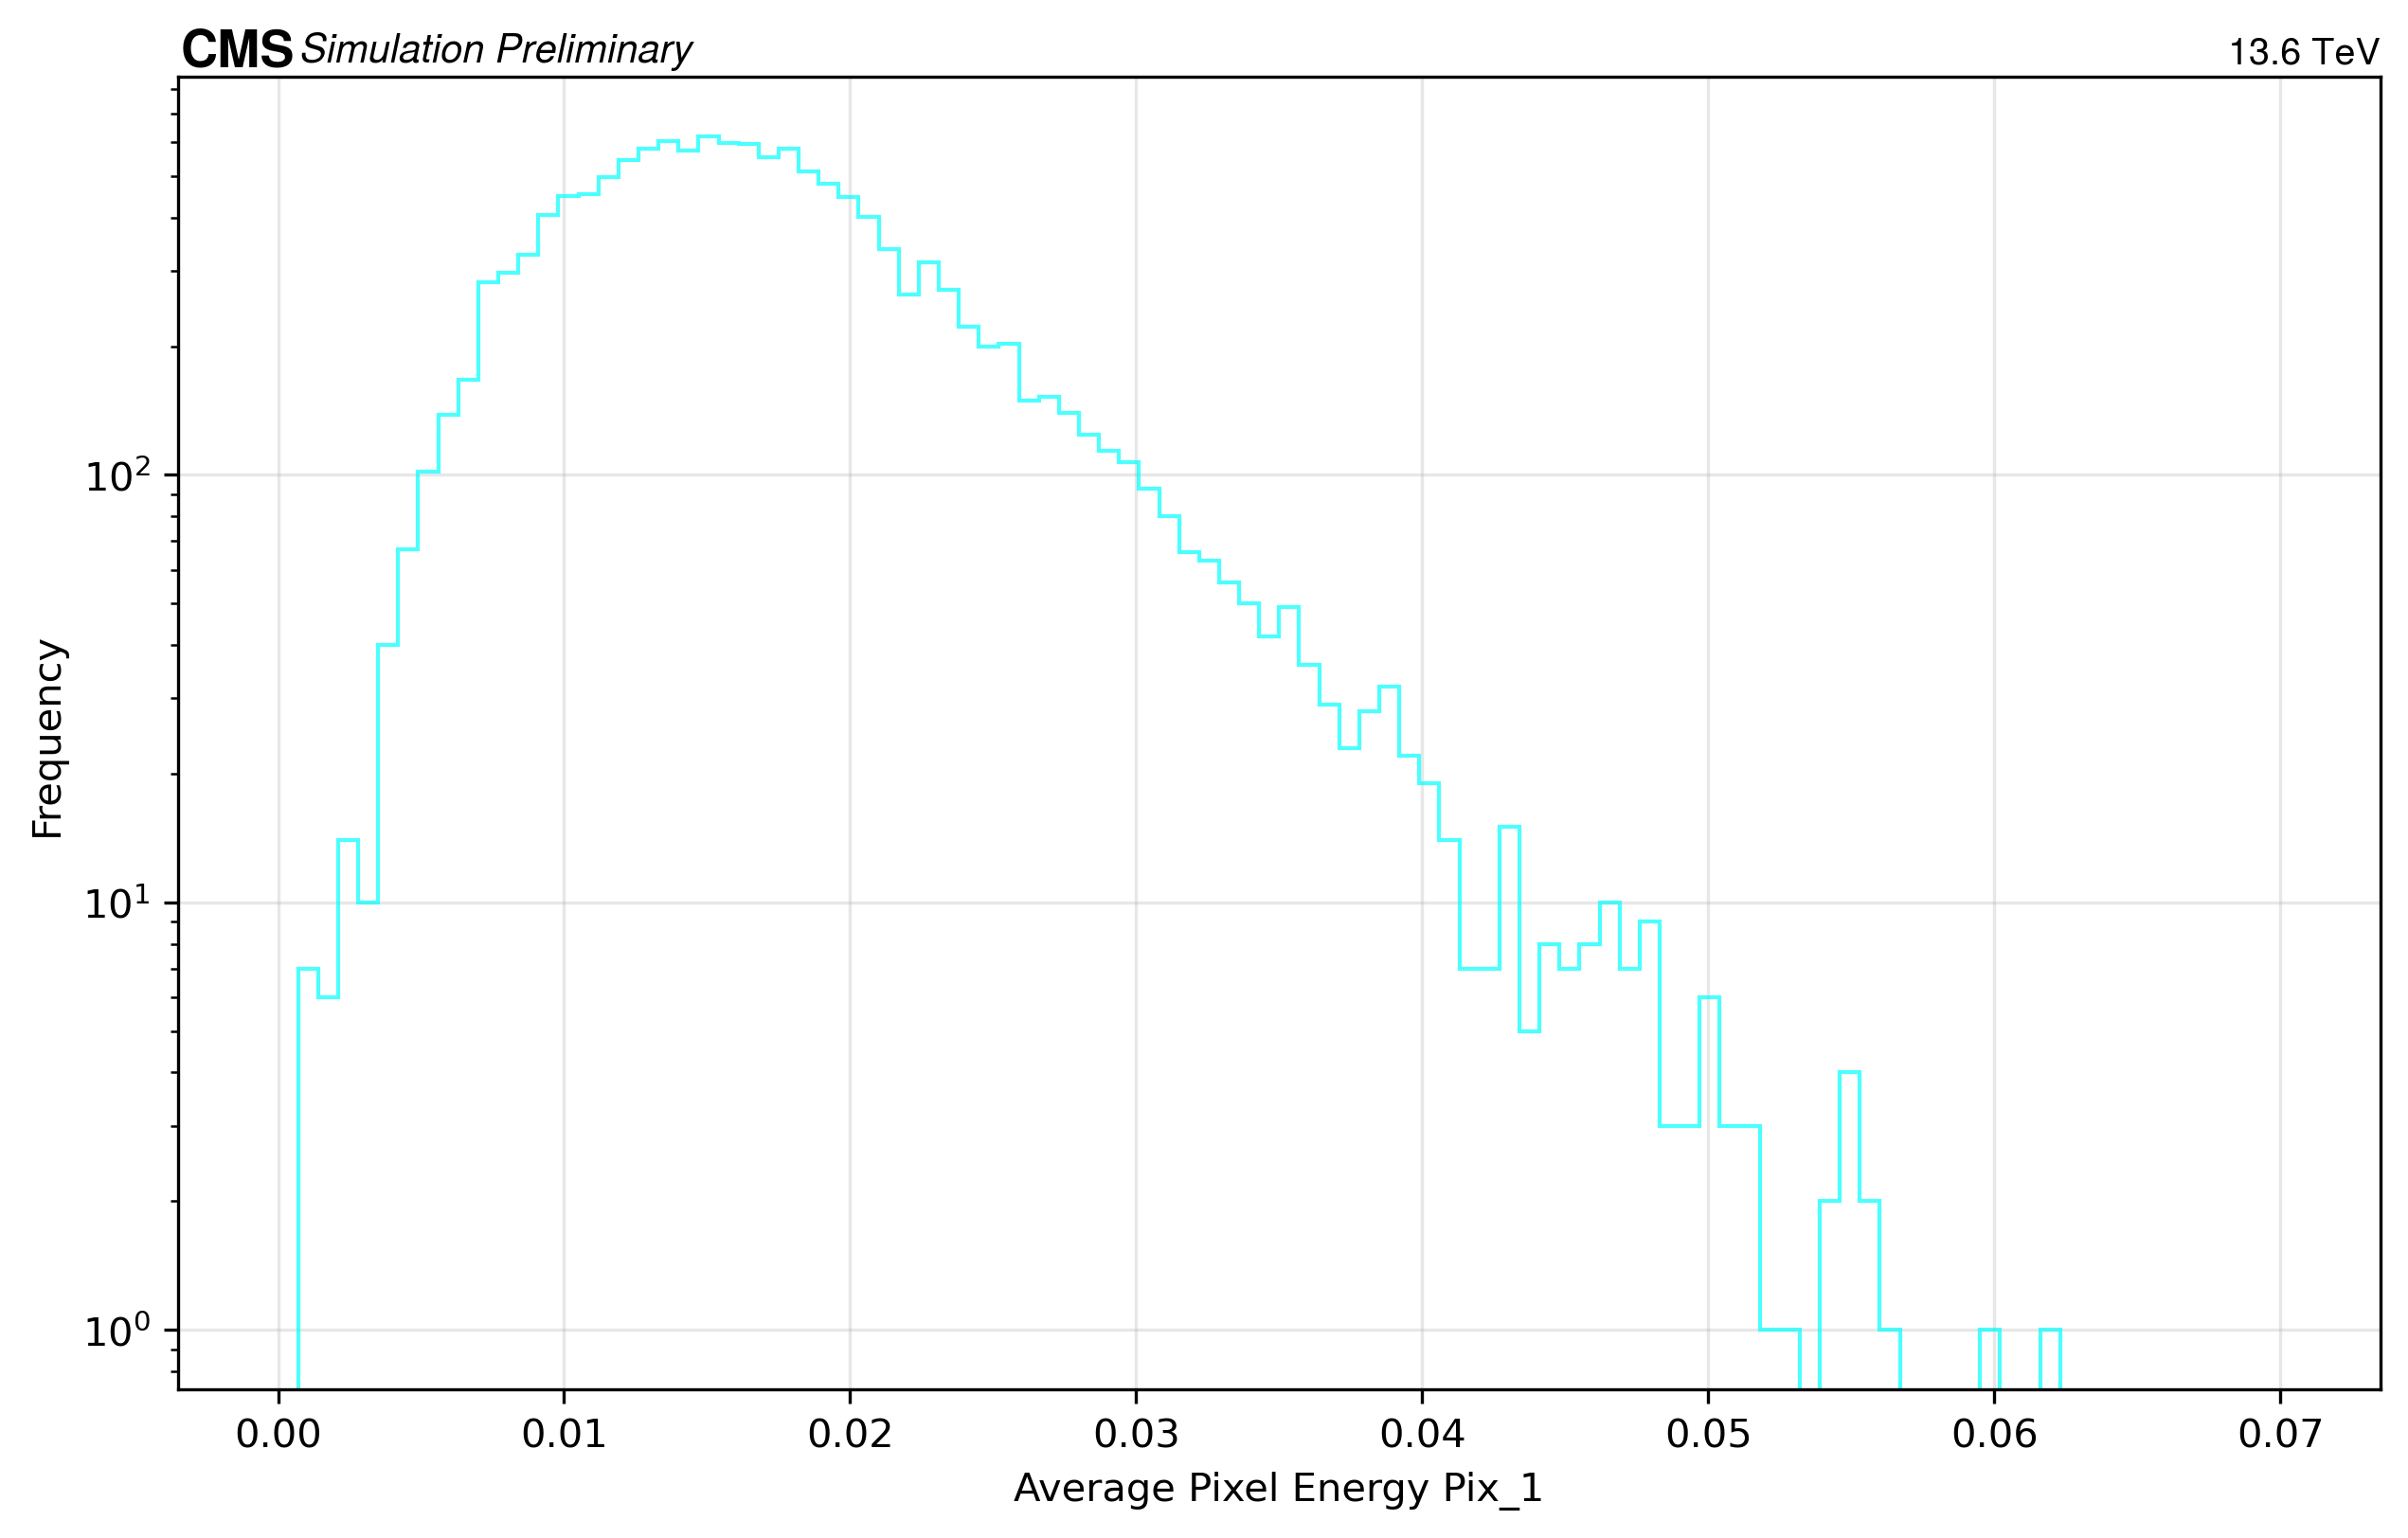 CMS Simulation Preliminary
13.6 TeV
Frequency
10²
10¹
10⁰
0.00 0.01 0.02 0.03 0.04 0.05 0.06 0.07
Average Pixel Energy Pix_1